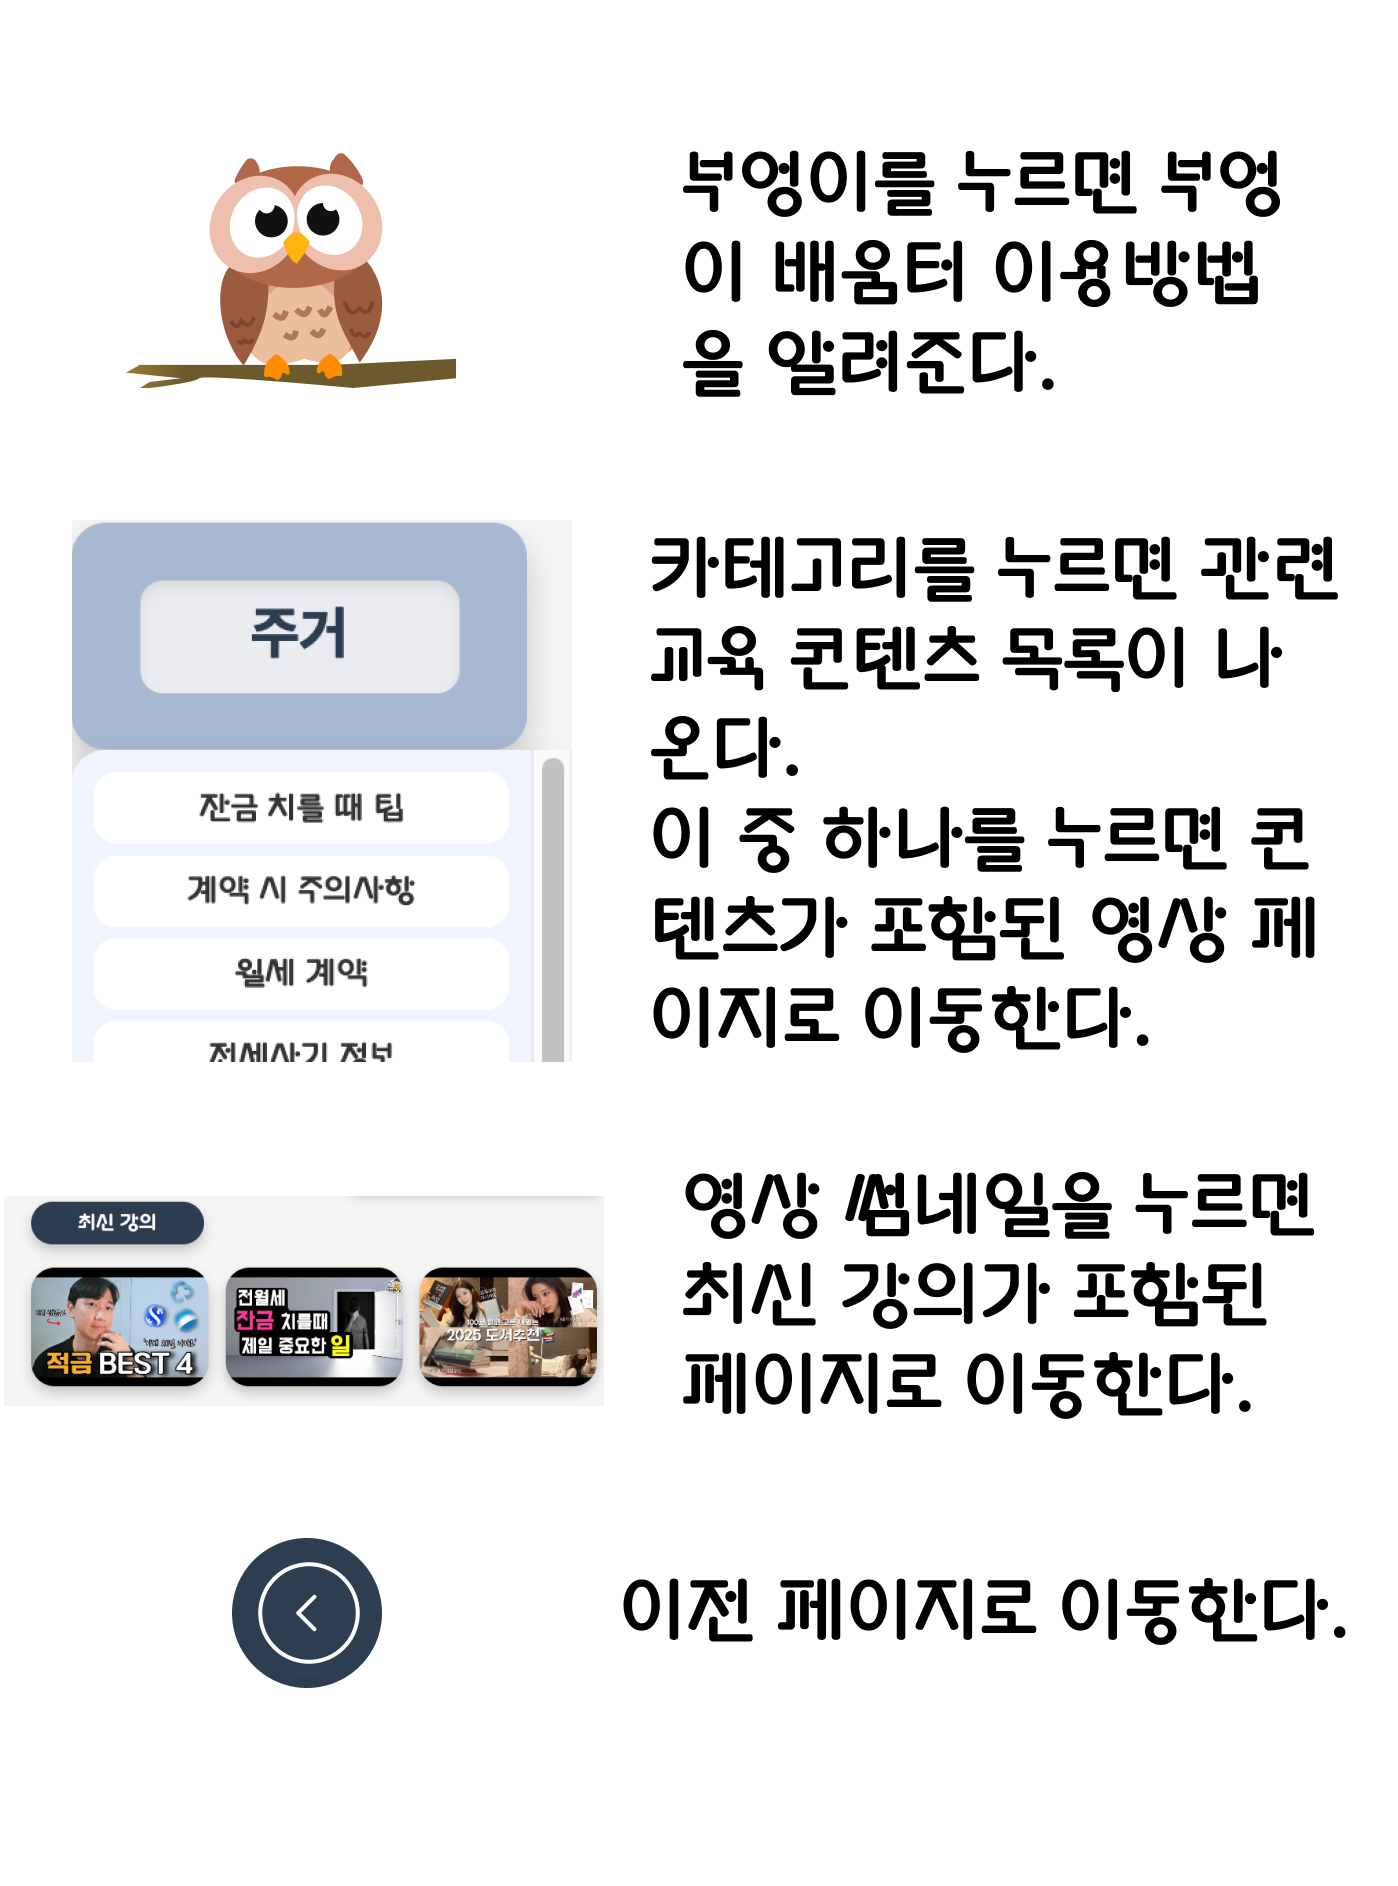 부엉이를 누르면 부엉
이 배움터 이용방법
을 알려준다.
주거
잔금 치를 때 팁
계약 시 주의사항
월세 계약
전세사기 정보
카테고리를 누르면 관련
교육 콘텐츠 목록이 나
온다.
이 중 하나를 누르면 콘
텐츠가 포함된 영상 페
이지로 이동한다.
최신 강의
적금 BEST 4
전월세
잔금 치를때
제일 중요한 일
2025 도서추천
영상 썸네일을 누르면
최신 강의가 포함된
페이지로 이동한다.
이전 페이지로 이동한다.